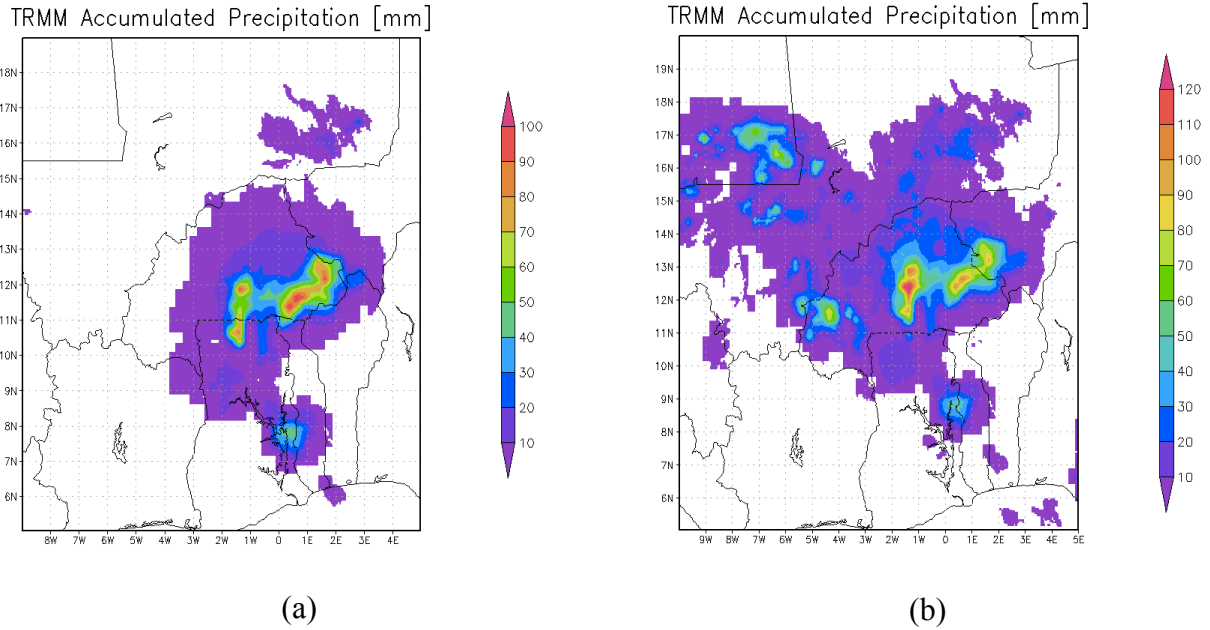 TRMM Accumulated Precipitation [mm]
18N
17N
16N
15N
14N
13N
12N
11N
10N
9N
8N
7N
6N
8W 7W 6W 5W 4W 3W 2W 1W 0 1E 2E 3E 4E
100
90
80
70
60
50
40
30
20
10
(a)
TRMM Accumulated Precipitation [mm]
19N
18N
17N
16N
15N
14N
13N
12N
11N
10N
9N
8N
7N
6N
9W 8W 7W 6W 5W 4W 3W 2W 1W 0 1E 2E 3E 4E 5E
120
110
100
90
80
70
60
50
40
30
20
10
(b)